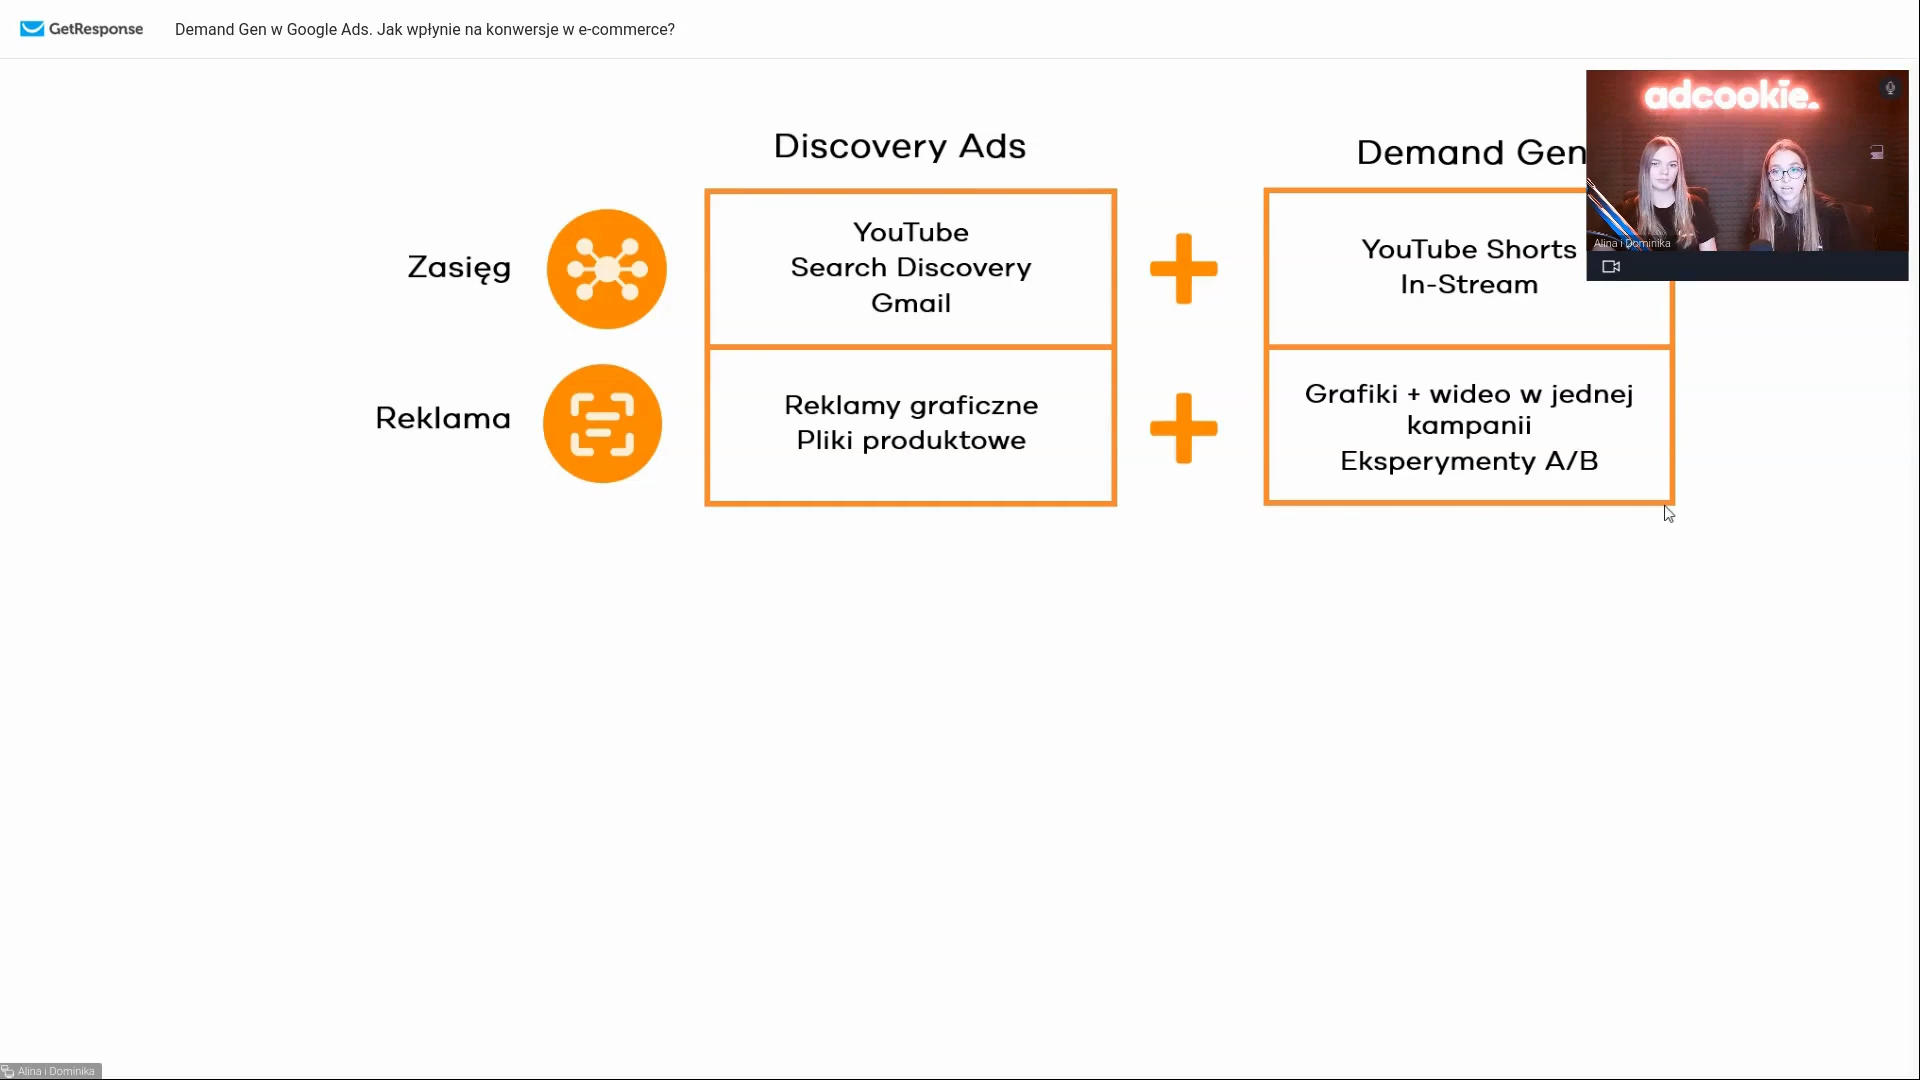 GetResponse
Demand Gen w Google Ads. Jak wpłynie na konwersje w e-commerce?
adcookie.
Alina i Dominika
Discovery Ads
Demand Gen
Zasięg
YouTube
Search Discovery
Gmail
YouTube Shorts
In-Stream
Reklama
Reklamy graficzne
Pliki produktowe
Grafiki + wideo w jednej
kampanii
Eksperymenty A/B
Alina i Dominika